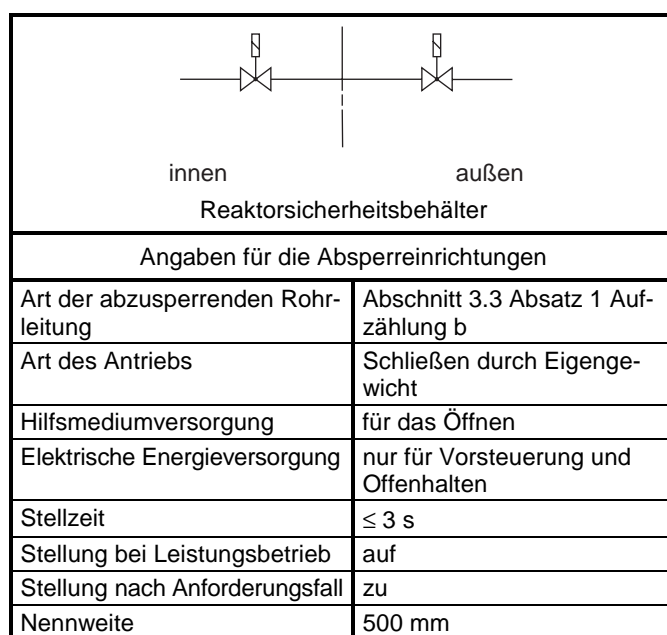 innen außen
Reaktorsicherheitsbehälter
Angaben für die Absperreinrichtungen
Art der abzusperrenden Rohr- Abschnitt 3.3 Absatz 1 Auf-
leitung zählung b
Art des Antriebs Schließen durch Eigenge-
wicht
Hilfsmediumversorgung für das Öffnen
Elektrische Energieversorgung nur für Vorsteuerung und
Offenhalten
Stellzeit ≤ 3 s
Stellung bei Leistungsbetrieb auf
Stellung nach Anforderungsfall zu
Nennweite 500 mm